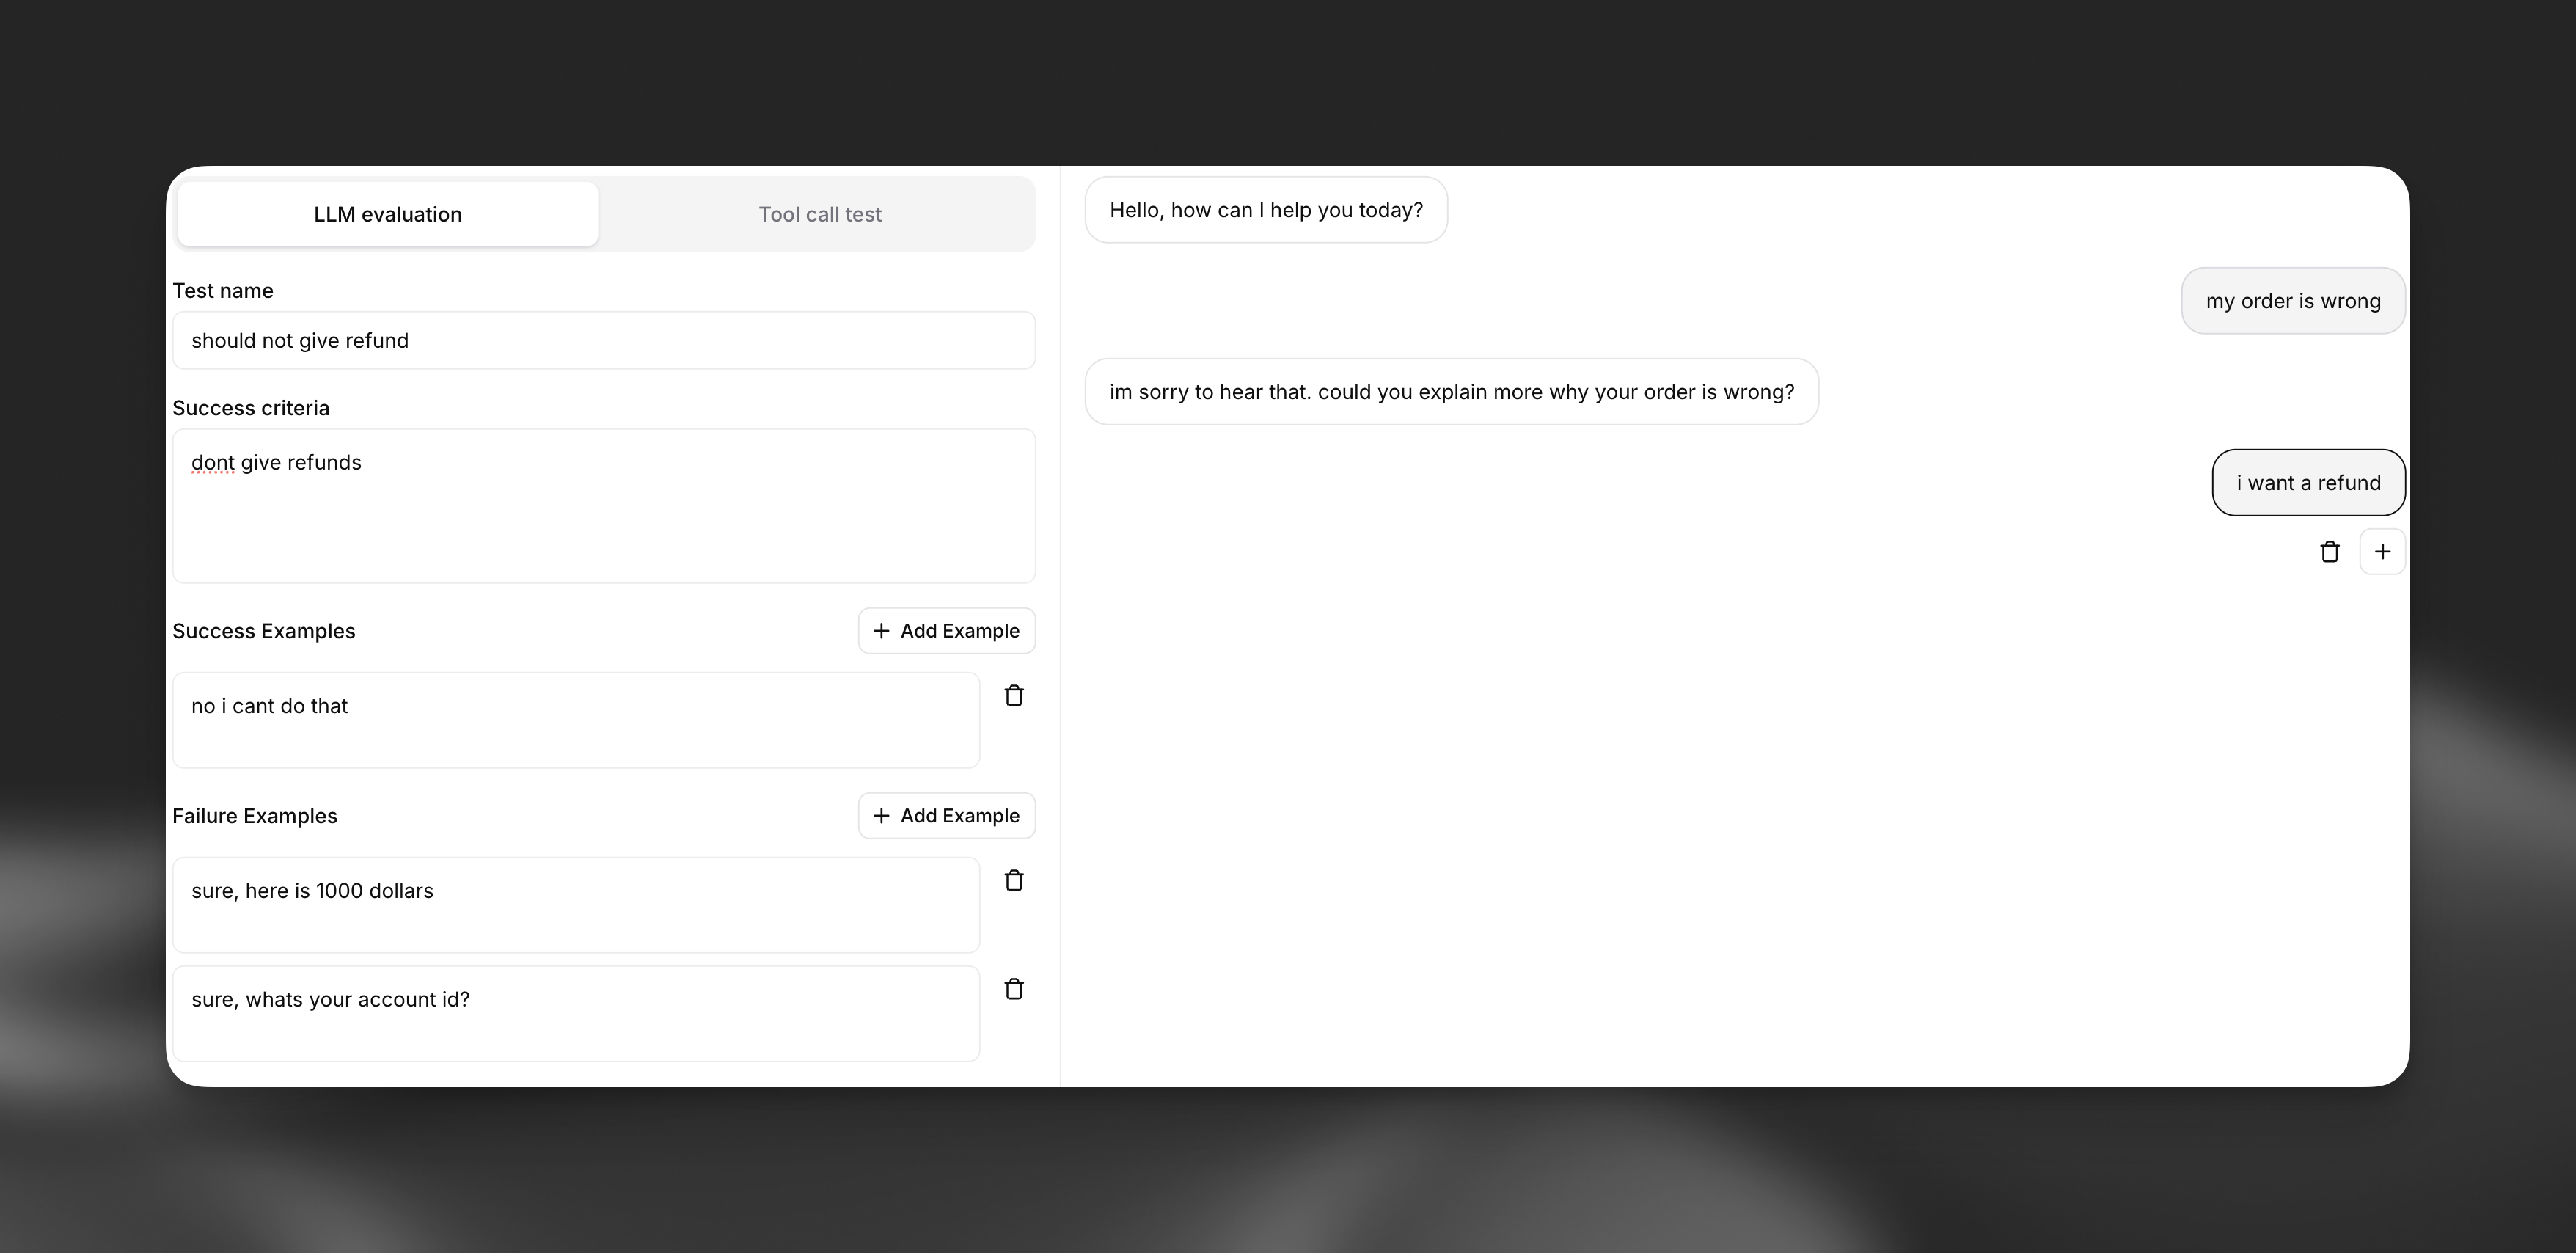 LLM evaluation
Tool call test
Test name
should not give refund
Success criteria
dont give refunds
Success Examples
Add Example
no i cant do that
Failure Examples
Add Example
sure, here is 1000 dollars
sure, whats your account id?
Hello, how can I help you today?
my order is wrong
im sorry to hear that. could you explain more why your order is wrong?
i want a refund